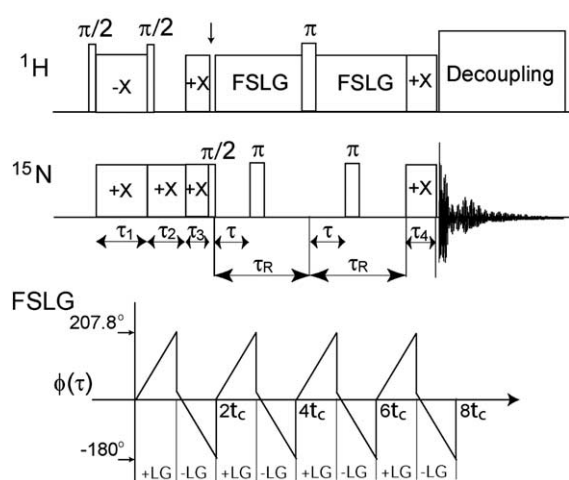 π/2 π/2 π
¹H -X +X FSLG FSLG +X Decoupling
π/2 π π
¹⁵N +X +X +X +X
τ₁ τ₂ τ₃ τ τ τ₄
τR τR
FSLG
207.8°
ϕ(τ) 2tc 4tc 6tc 8tc
-180°
+LG -LG +LG -LG +LG -LG +LG -LG